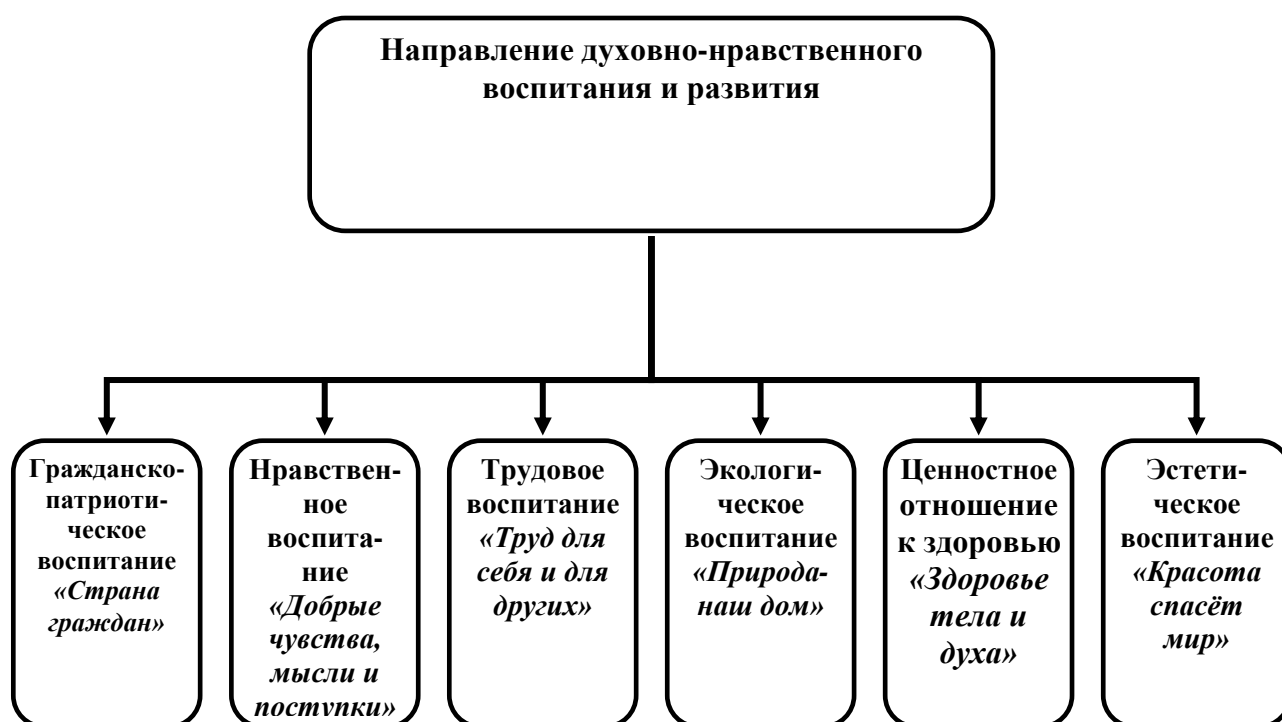 Направление духовно-нравственного
воспитания и развития
Гражданско-
патриоти-
ческое
воспитание
«Страна
граждан»
Нравствен-
ное
воспита-
ние
«Добрые
чувства,
мысли и
поступки»
Трудовое
воспитание
«Труд для
себя и для
других»
Экологи-
ческое
воспитание
«Природа-
наш дом»
Ценностное
отношение
к здоровью
«Здоровье
тела и
духа»
Эстети-
ческое
воспитание
«Красота
спасёт
мир»